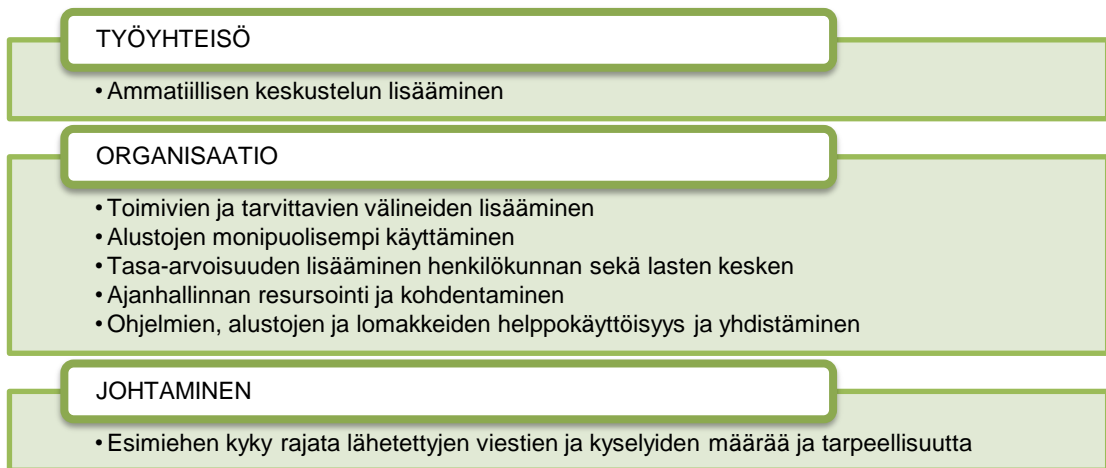 TYÖYHTEISÖ
• Ammatiillisen keskustelun lisääminen
ORGANISAATIO
• Toimivien ja tarvittavien välineiden lisääminen
• Alustojen monipuolisempi käyttäminen
• Tasa-arvoisuuden lisääminen henkilökunnan sekä lasten kesken
• Ajanhallinnan resursointi ja kohdentaminen
• Ohjelmien, alustojen ja lomakkeiden helppokäyttöisyys ja yhdistäminen
JOHTAMINEN
• Esimiehen kyky rajata lähetettyjen viestien ja kyselyiden määrää ja tarpeellisuutta